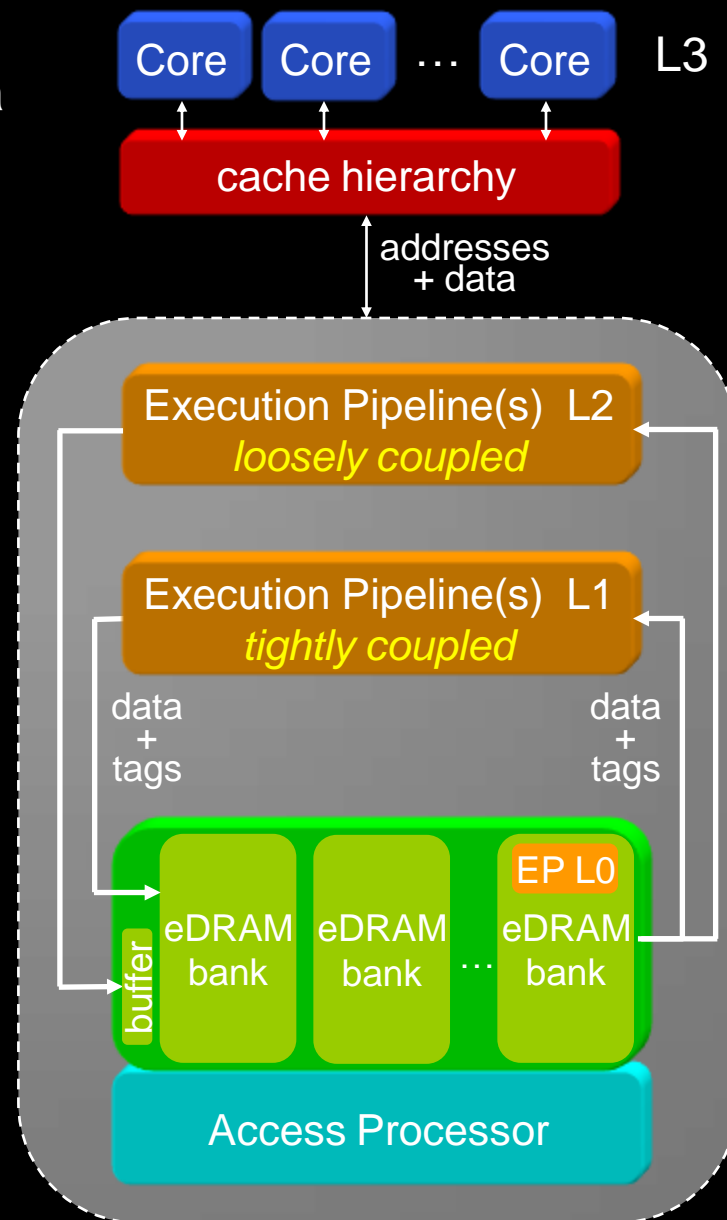 Core Core ... Core L3
cache hierarchy
addresses
+ data
Execution Pipeline(s) L2
loosely coupled
Execution Pipeline(s) L1
tightly coupled
data
+
tags
data
+
tags
EP L0
buffer
eDRAM
bank
eDRAM
bank
...
eDRAM
bank
Access Processor